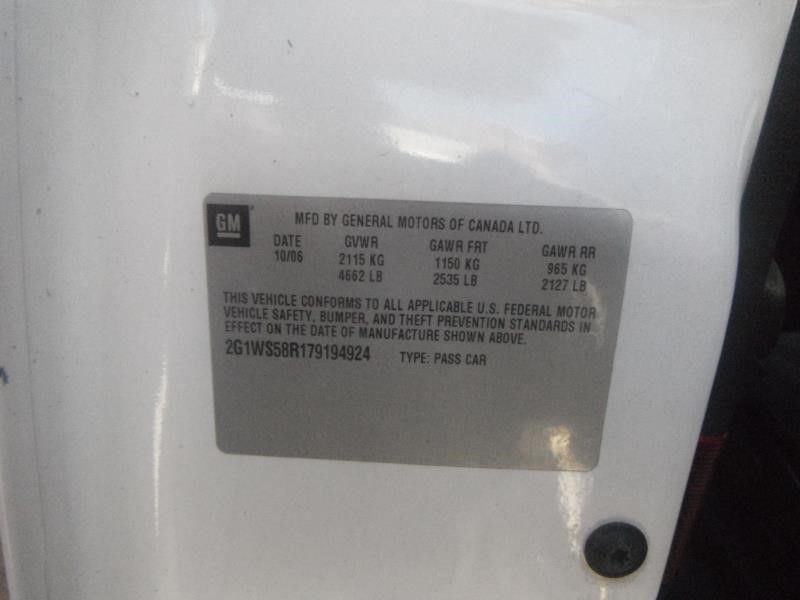 GM
MFD BY GENERAL MOTORS OF CANADA LTD.
DATE GVWR GAWR FRT GAWR RR
10/06 2115 KG 1150 KG 965 KG
4662 LB 2535 LB 2127 LB
THIS VEHICLE CONFORMS TO ALL APPLICABLE U.S. FEDERAL MOTOR
VEHICLE SAFETY, BUMPER, AND THEFT PREVENTION STANDARDS IN
EFFECT ON THE DATE OF MANUFACTURE SHOWN ABOVE.
2G1WS58R179194924 TYPE: PASS CAR